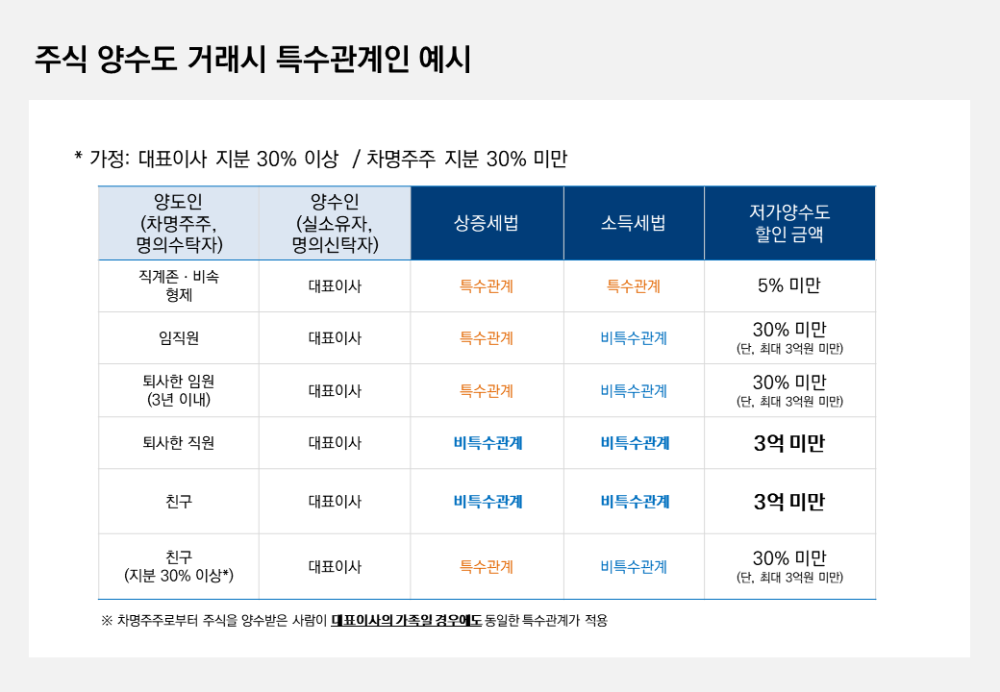 주식 양수도 거래시 특수관계인 예시
* 가정: 대표이사 지분 30% 이상 / 차명주주 지분 30% 미만
양도인
(차명주주,
명의수탁자)
양수인
(실소유자,
명의신탁자)
상증세법
소득세법
저가양수도
할인 금액
직계존 · 비속
형제
대표이사
특수관계
특수관계
5% 미만
임직원
대표이사
특수관계
비특수관계
30% 미만
(단, 최대 3억원 미만)
퇴사한 임원
(3년 이내)
대표이사
특수관계
비특수관계
30% 미만
(단, 최대 3억원 미만)
퇴사한 직원
대표이사
비특수관계
비특수관계
3억 미만
친구
대표이사
비특수관계
비특수관계
3억 미만
친구
(지분 30% 이상*)
대표이사
특수관계
비특수관계
30% 미만
(단, 최대 3억원 미만)
※ 차명주주로부터 주식을 양수받은 사람이 대표이사의 가족일 경우에도 동일한 특수관계가 적용